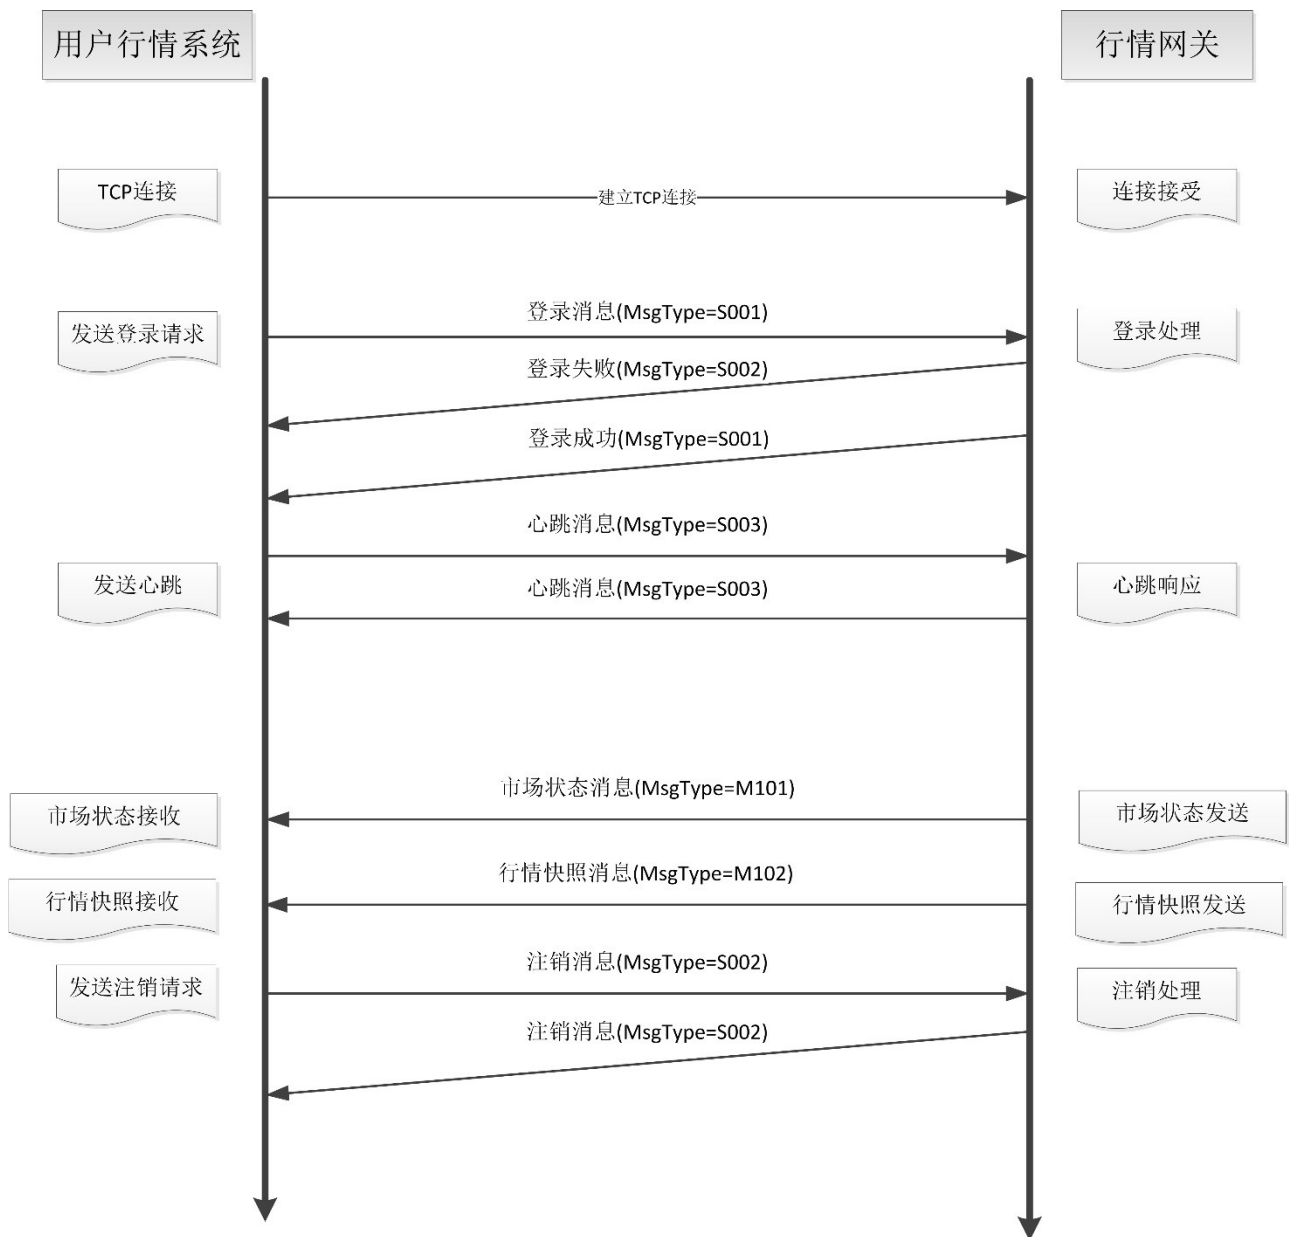 用户行情系统
行情网关
TCP连接
建立TCP连接
连接接受
登录消息(MsgType=S001)
发送登录请求
登录处理
登录失败(MsgType=S002)
登录成功(MsgType=S001)
心跳消息(MsgType=S003)
发送心跳
心跳消息(MsgType=S003)
心跳响应
市场状态消息(MsgType=M101)
市场状态接收
市场状态发送
行情快照消息(MsgType=M102)
行情快照接收
行情快照发送
注销消息(MsgType=S002)
发送注销请求
注销处理
注销消息(MsgType=S002)